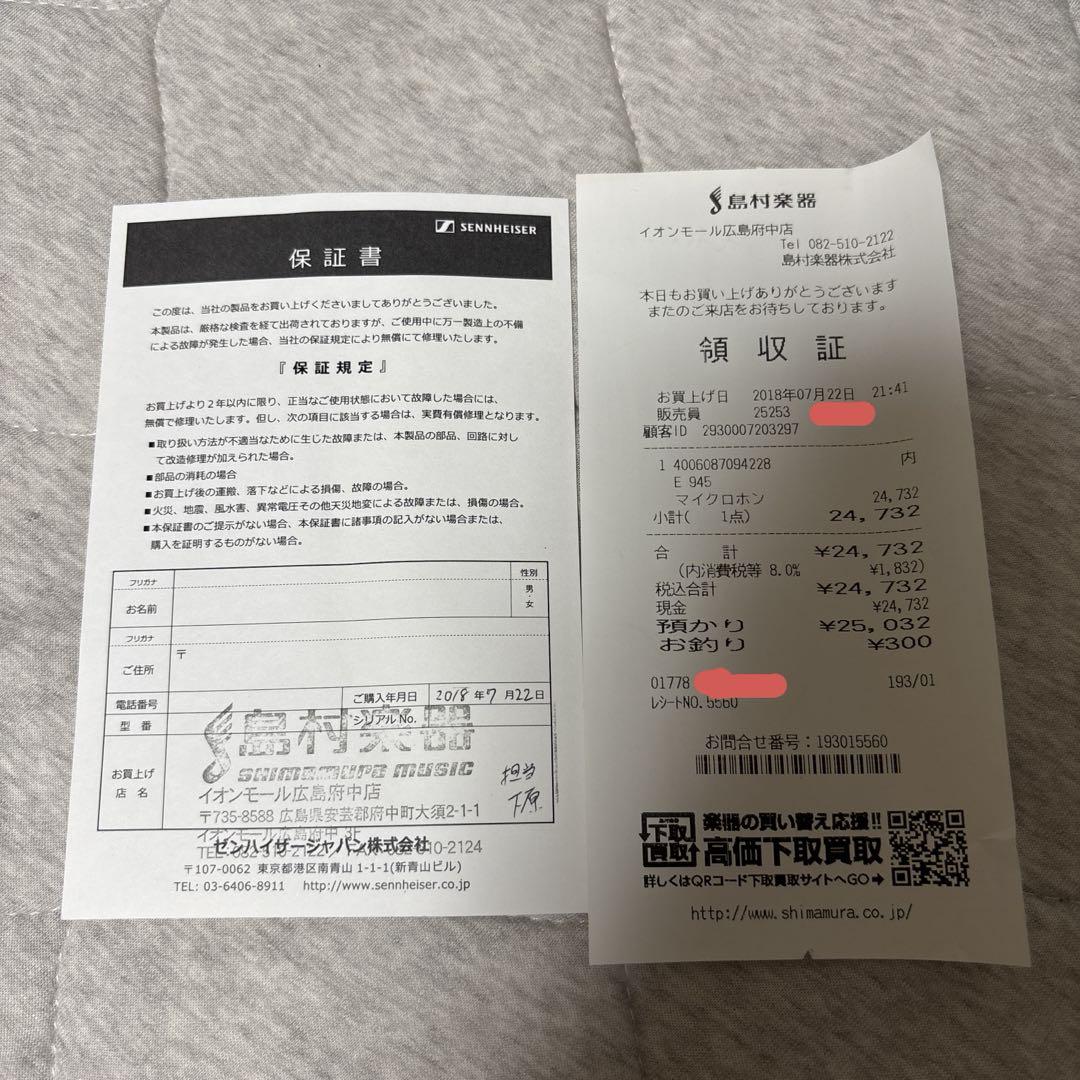 SENNHEISER
保証書
この度は、当社の製品をお買い上げくださいましてありがとうございました。
本製品は、厳格な検査を経て出荷されておりますが、ご使用中に万一製造上の不備
による故障が発生した場合、当社の保証規定により無償にて修理いたします。
『保証規定』
お買上げより2年以内に限り、正当なご使用状態において故障した場合には、
無償で修理いたします。但し、次の項目に該当する場合は、実費有償修理となります。
■取り扱い方法が不適当なために生じた故障または、本製品の部品、回路に対し
て改造修理が加えられた場合。
■部品の消耗の場合
■お買上げ後の運搬、落下などによる損傷、故障の場合。
■火災、地震、風水害、異常電圧その他天災地変による故障または、損傷の場合。
■本保証書のご提示がない場合、本保証書に諸事項の記入がない場合または、
購入を証明するものがない場合。
フリガナ
お名前
性別
男・女
フリガナ
ご住所
〒
電話番号
ご購入年月日
2018年7月22日
型番
シリアルNo.
お買上げ
店名
島村楽器
SHIMAMURA MUSIC
担当
下原
イオンモール広島府中店
〒735-8588 広島県安芸郡府中町大須2-1-1
イオンモール広島府中 3F
ゼンハイザージャパン株式会社
〒107-0062 東京都港区南青山 1-1-1(新青山ビル)
TEL: 03-6406-8911 http://www.sennheiser.co.jp
島村楽器
イオンモール広島府中店
Tel 082-510-2122
島村楽器株式会社
本日もお買い上げありがとうございます
またのご来店をお待ちしております。
領収証
お買上げ日 2018年07月22日 21:41
販売員 25253
顧客ID 2930007203297
1 4006087094228 内
E 945
マイクロホン 24,732
小計( 1点) 24,732
合計 ¥24,732
(内消費税等 8.0% ¥1,832)
税込合計 ¥24,732
現金 ¥24,732
預かり ¥25,032
お釣り ¥300
01778 193/01
レシートNO.5560
お問合せ番号:193015560
下取
買取
楽器の買い替え応援!!
高価下取買取
詳しくはQRコード下取買取サイトへGO➔
http://www.shimamura.co.jp/